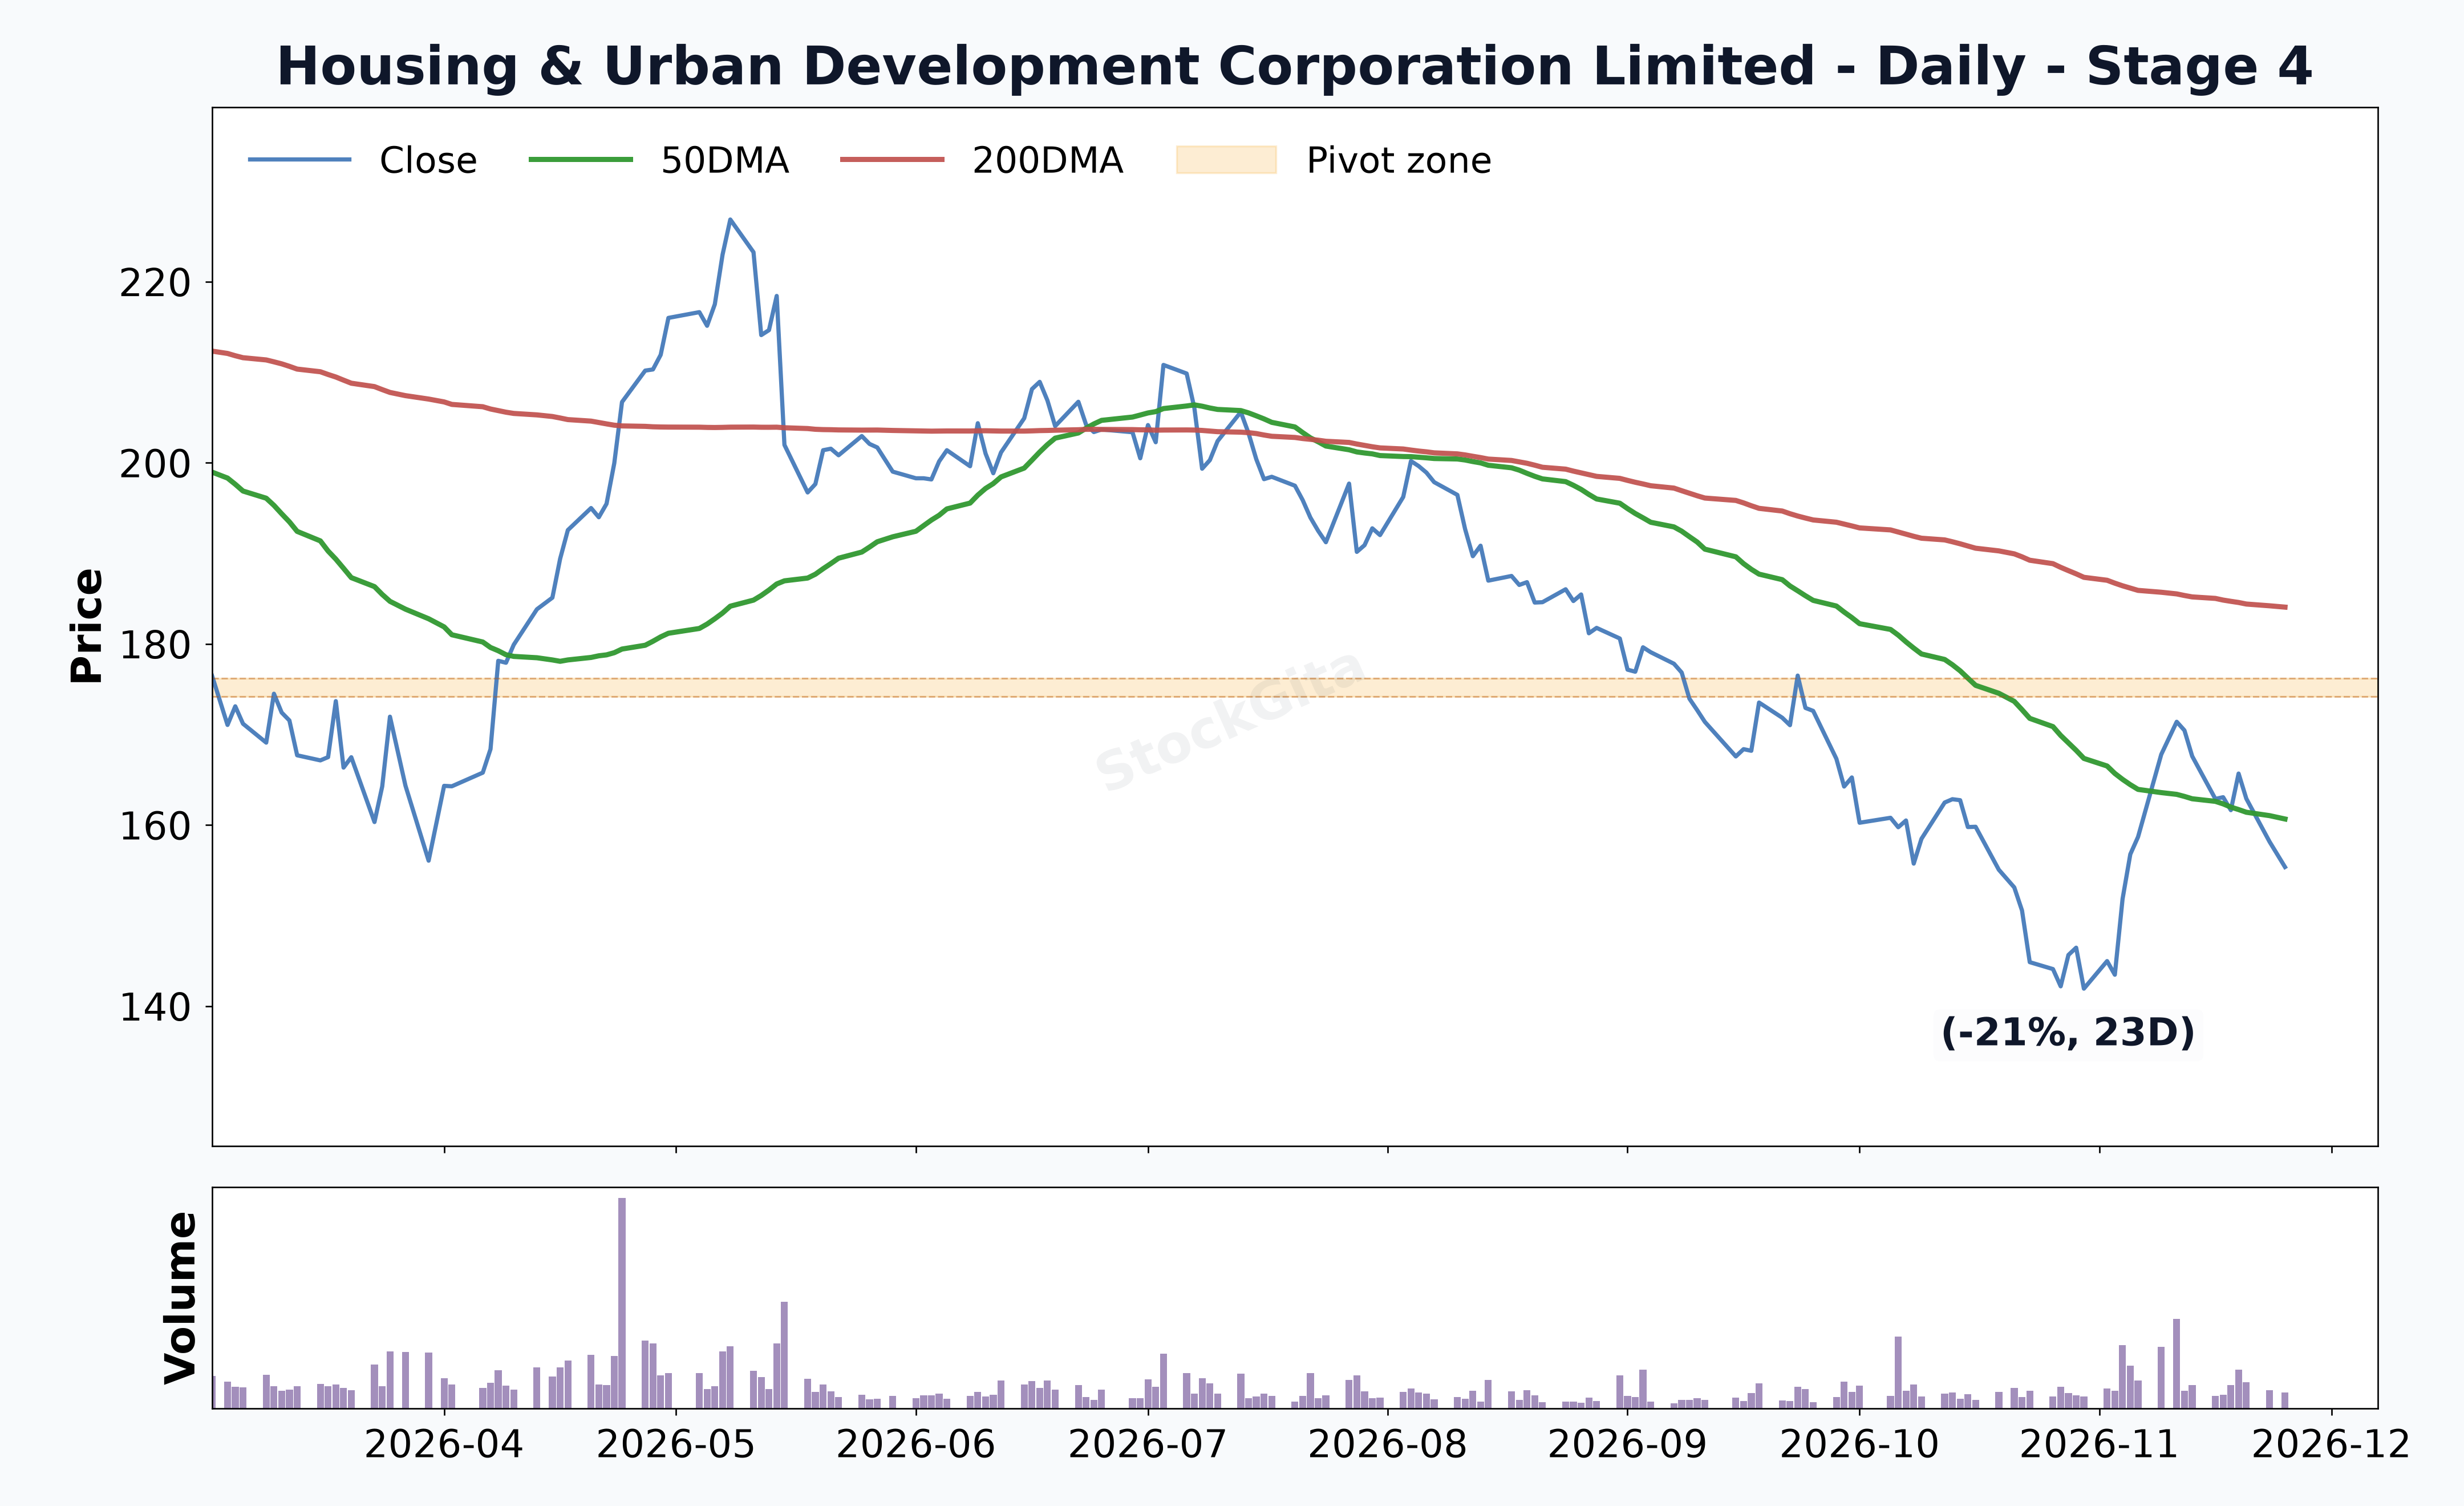 Housing & Urban Development Corporation Limited - Daily - Stage 4
Close 50DMA 200DMA Pivot zone
Price
220
200
180
160
140
StockGita
(-21%, 23D)
Volume
2026-04 2026-05 2026-06 2026-07 2026-08 2026-09 2026-10 2026-11 2026-12